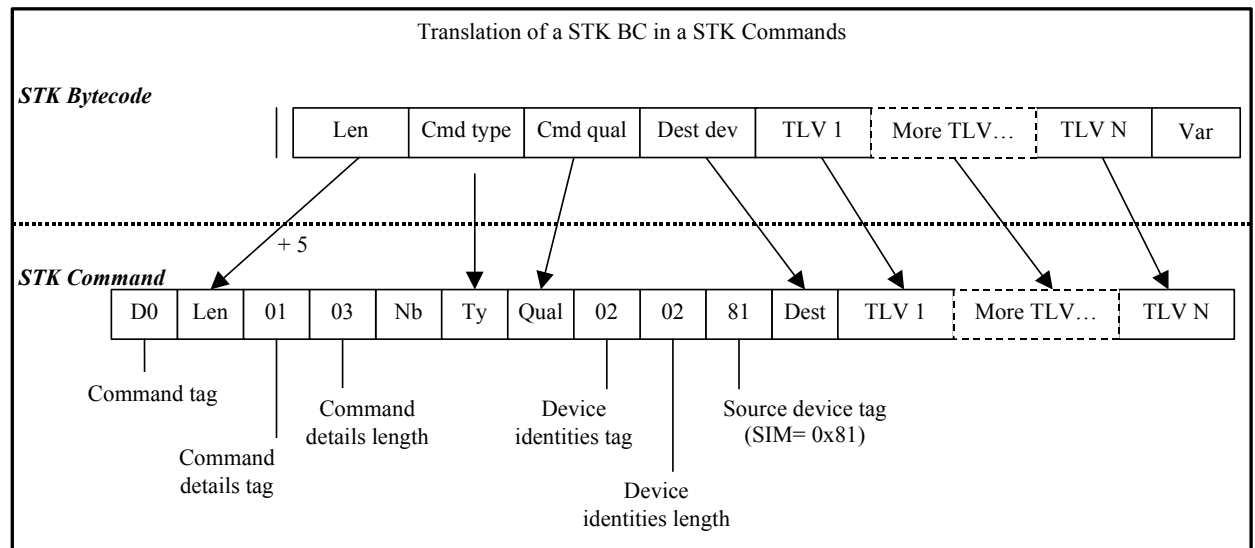 Translation of a STK BC in a STK Commands
STK Bytecode
Len Cmd type Cmd qual Dest dev TLV 1 More TLV… TLV N Var
+ 5
STK Command
D0 Len 01 03 Nb Ty Qual 02 02 81 Dest TLV 1 More TLV… TLV N
Command tag
Command
details tag
Command
details length
Device
identities tag
Device
identities length
Source device tag
(SIM= 0x81)